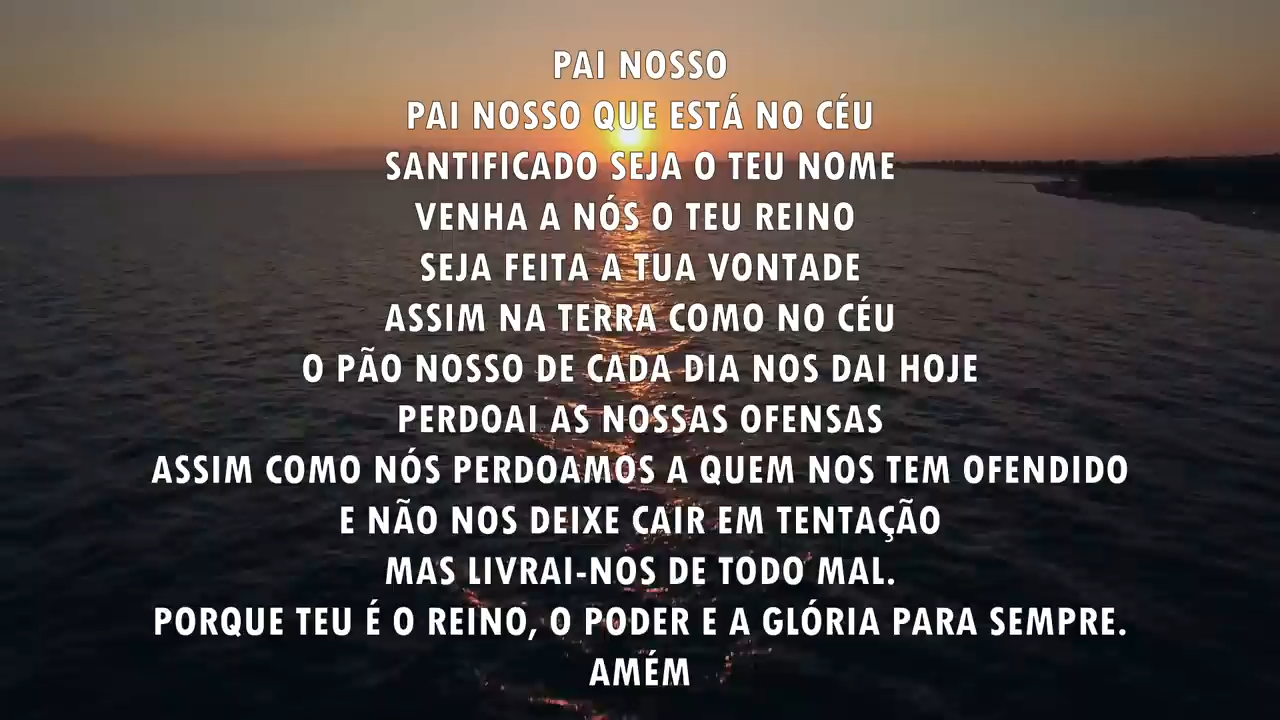 PAI NOSSO
PAI NOSSO QUE ESTÁ NO CÉU
SANTIFICADO SEJA O TEU NOME
VENHA A NÓS O TEU REINO
SEJA FEITA A TUA VONTADE
ASSIM NA TERRA COMO NO CÉU
O PÃO NOSSO DE CADA DIA NOS DAI HOJE
PERDOAI AS NOSSAS OFENSAS
ASSIM COMO NÓS PERDOAMOS A QUEM NOS TEM OFENDIDO
E NÃO NOS DEIXE CAIR EM TENTAÇÃO
MAS LIVRAI-NOS DE TODO MAL.
PORQUE TEU É O REINO, O PODER E A GLÓRIA PARA SEMPRE.
AMÉM